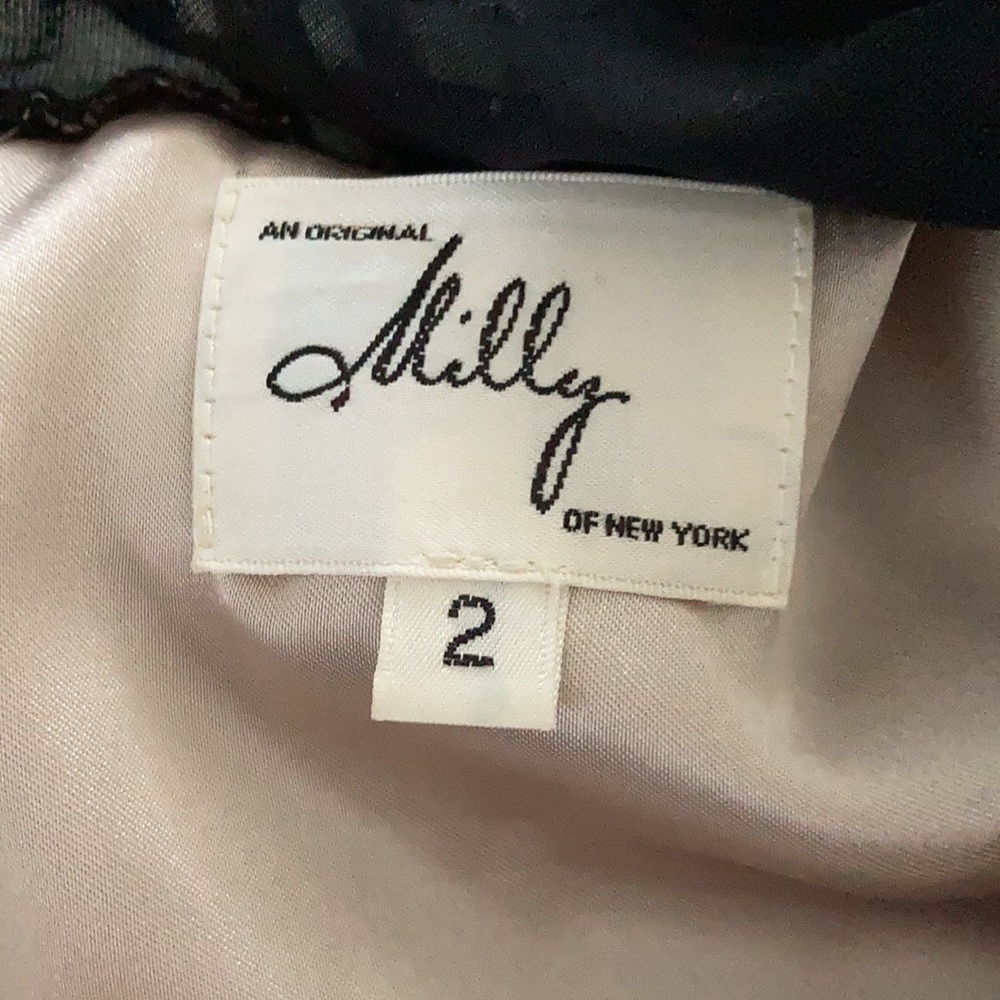 AN ORIGINAL
Milly
OF NEW YORK
2